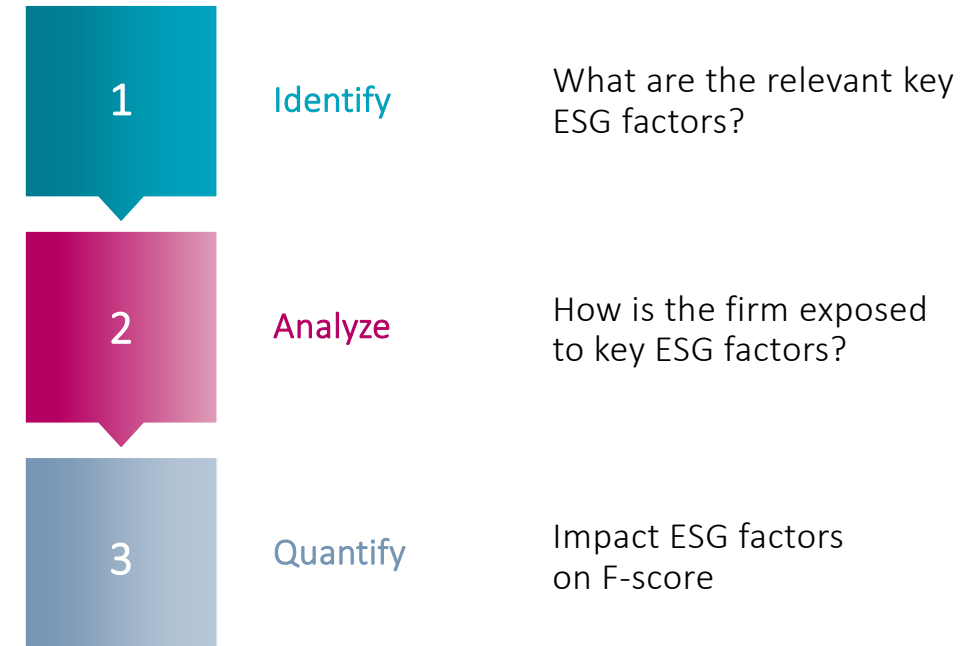 1
Identify
What are the relevant key
ESG factors?
2
Analyze
How is the firm exposed
to key ESG factors?
3
Quantify
Impact ESG factors
on F-score